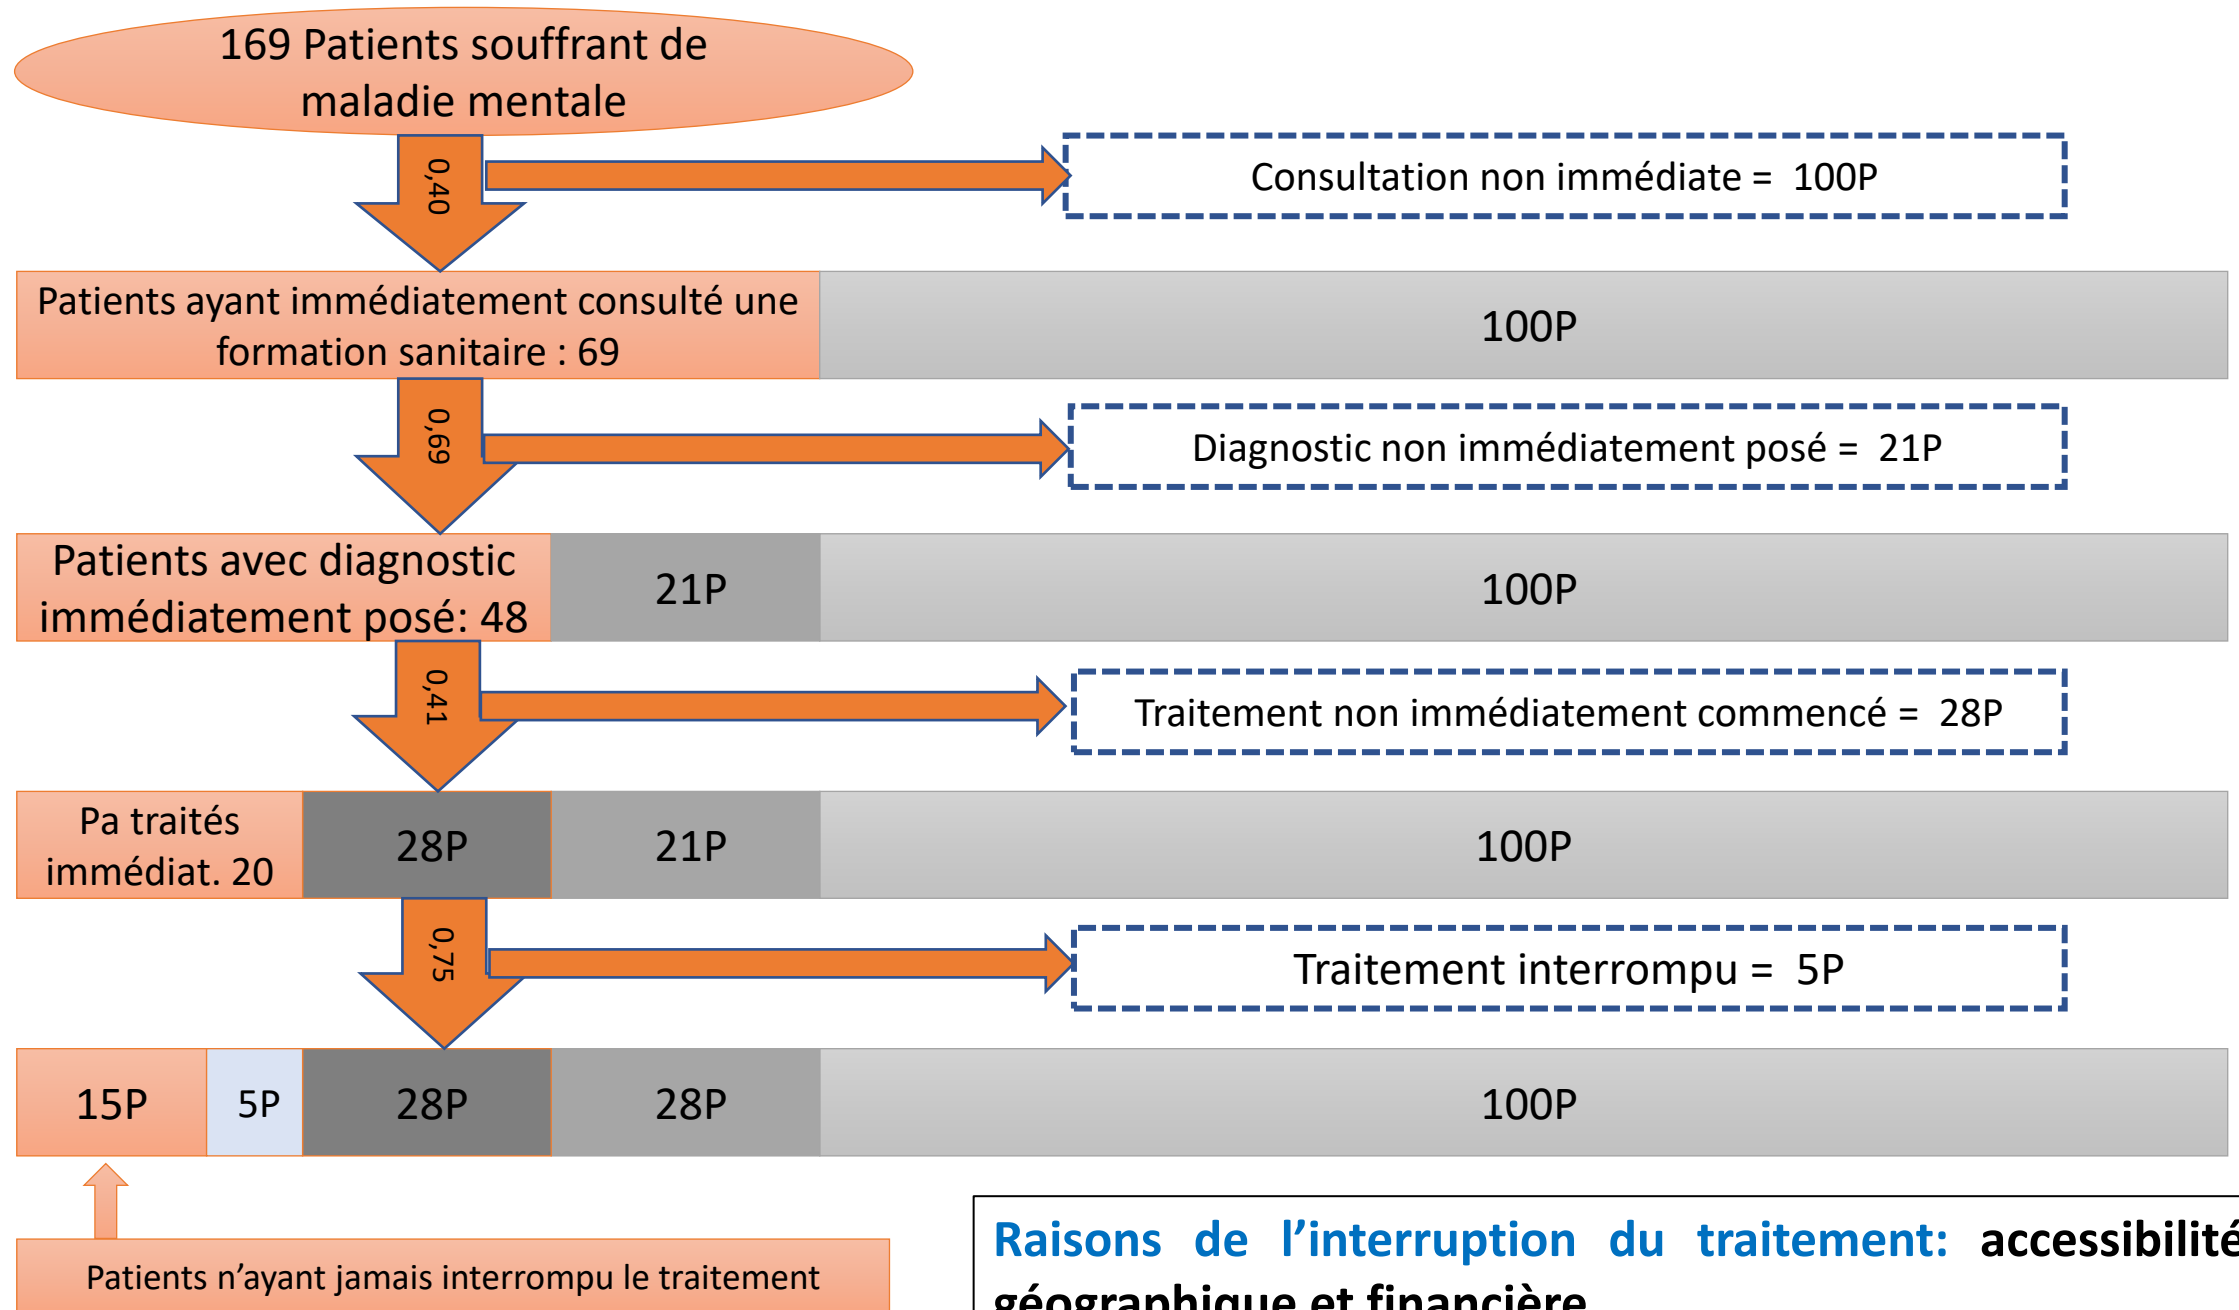 169 Patients souffrant de
maladie mentale
0,40
Consultation non immédiate = 100P
Patients ayant immédiatement consulté une
formation sanitaire : 69
100P
0,69
Diagnostic non immédiatement posé = 21P
Patients avec diagnostic
immédiatement posé: 48
21P
100P
0,41
Traitement non immédiatement commencé = 28P
Pa traités
immédiat. 20
28P
21P
100P
0,75
Traitement interrompu = 5P
15P
5P
28P
28P
100P
Patients n’ayant jamais interrompu le traitement
Raisons de l’interruption du traitement: accessibilité
géographique et financière